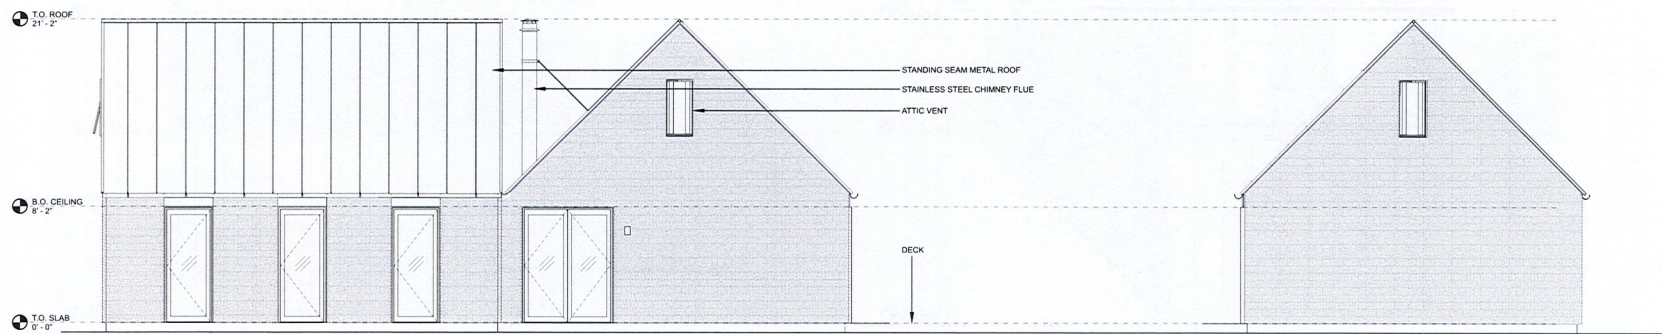 T.O. ROOF
21' - 2"
STANDING SEAM METAL ROOF
STAINLESS STEEL CHIMNEY FLUE
ATTIC VENT
B.O. CEILING
8' - 2"
DECK
T.O. SLAB
0' - 0"